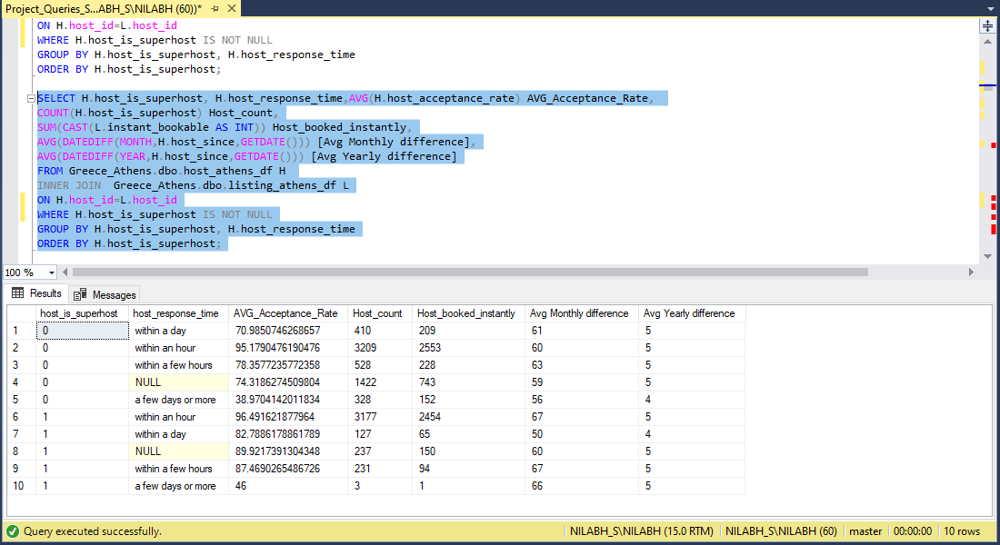 Project_Queries_S...ABH_S\NILABH (60))*
ON H.host_id=L.host_id
WHERE H.host_is_superhost IS NOT NULL
GROUP BY H.host_is_superhost, H.host_response_time
ORDER BY H.host_is_superhost;
SELECT H.host_is_superhost, H.host_response_time,AVG(H.host_acceptance_rate) AVG_Acceptance_Rate,
COUNT(H.host_is_superhost) Host_count,
SUM(CAST(L.instant_bookable AS INT)) Host_booked_instantly,
AVG(DATEDIFF(MONTH,H.host_since,GETDATE())) [Avg Monthly difference],
AVG(DATEDIFF(YEAR,H.host_since,GETDATE())) [Avg Yearly difference]
FROM Greece_Athens.dbo.host_athens_df H
INNER JOIN  Greece_Athens.dbo.listing_athens_df L
ON H.host_id=L.host_id
WHERE H.host_is_superhost IS NOT NULL
GROUP BY H.host_is_superhost, H.host_response_time
ORDER BY H.host_is_superhost;
100 %
Results Messages
host_is_superhost host_response_time AVG_Acceptance_Rate Host_count Host_booked_instantly Avg Monthly difference Avg Yearly difference
1 0 within a day 70.9850746268657 410 209 61 5
2 0 within an hour 95.1790476190476 3209 2553 60 5
3 0 within a few hours 78.3577235772358 528 228 63 5
4 0 NULL 74.3186274509804 1422 743 59 5
5 0 a few days or more 38.9704142011834 328 152 56 4
6 1 within an hour 96.491621877964 3177 2454 67 5
7 1 within a day 82.7886178861789 127 65 50 4
8 1 NULL 89.9217391304348 237 150 60 5
9 1 within a few hours 87.4690265486726 231 94 67 5
10 1 a few days or more 46 3 1 66 5
Query executed successfully. NILABH_S\NILABH (15.0 RTM) NILABH_S\NILABH (60) master 00:00:00 10 rows